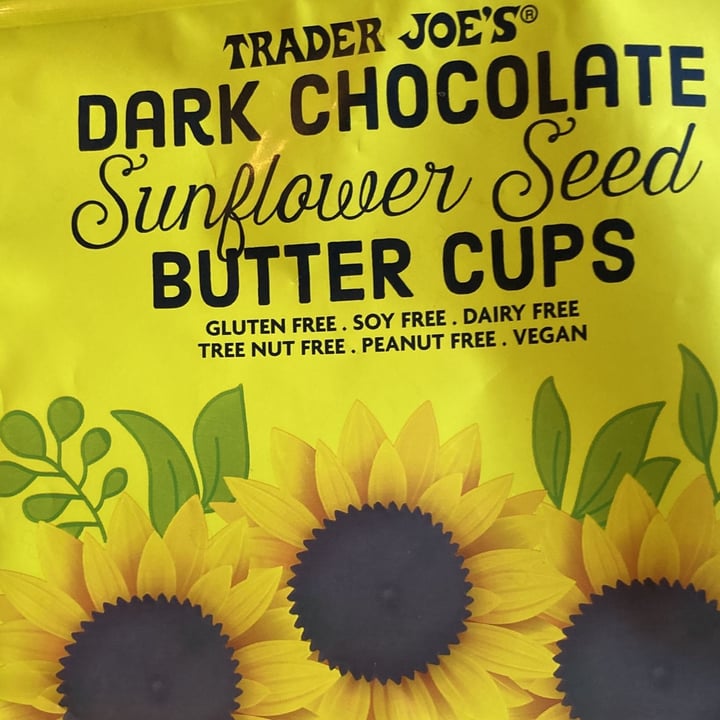 TRADER JOE'S®
DARK CHOCOLATE
Sunflower Seed
BUTTER CUPS
GLUTEN FREE . SOY FREE . DAIRY FREE
TREE NUT FREE . PEANUT FREE . VEGAN